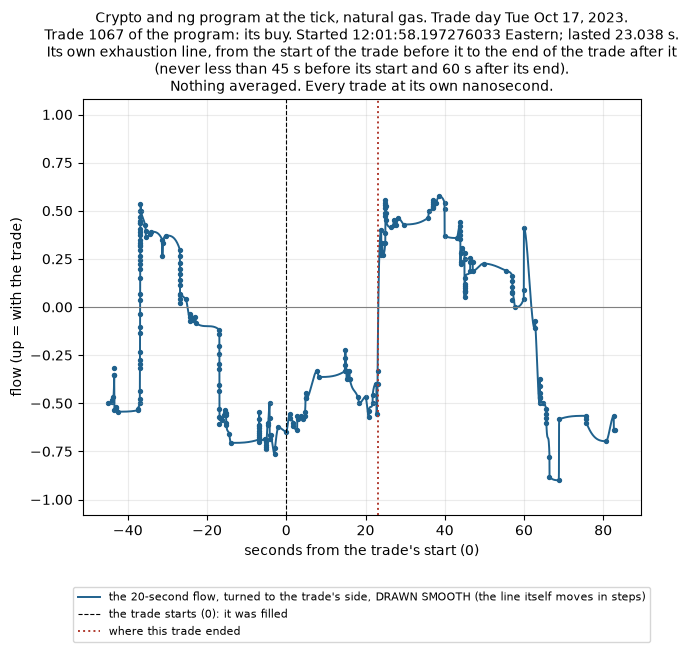 Crypto and ng program at the tick, natural gas. Trade day Tue Oct 17, 2023.
Trade 1067 of the program: its buy. Started 12:01:58.197276033 Eastern; lasted 23.038 s.
Its own exhaustion line, from the start of the trade before it to the end of the trade after it
(never less than 45 s before its start and 60 s after its end).
Nothing averaged. Every trade at its own nanosecond.
1.00
0.75
0.50
0.25
0.00
−0.25
−0.50
−0.75
−1.00
flow (up = with the trade)
−40
−20
0
20
40
60
80
seconds from the trade's start (0)
the 20-second flow, turned to the trade's side, DRAWN SMOOTH (the line itself moves in steps)
the trade starts (0): it was filled
where this trade ended